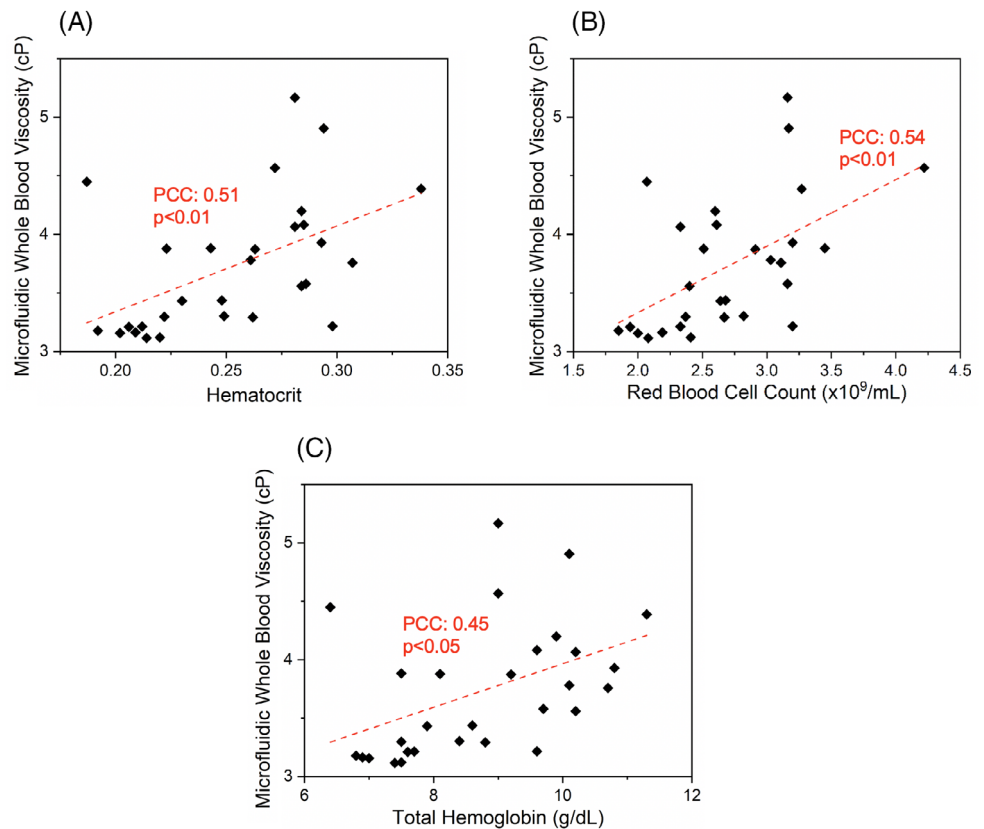 (A)
Microfluidic Whole Blood Viscosity (cP)
5
4
3
PCC: 0.51
p<0.01
0.20 0.25 0.30 0.35
Hematocrit
(B)
Microfluidic Whole Blood Viscosity (cP)
5
4
3
PCC: 0.54
p<0.01
1.5 2.0 2.5 3.0 3.5 4.0 4.5
Red Blood Cell Count (x10⁹/mL)
(C)
Microfluidic Whole Blood Viscosity (cP)
5
4
3
PCC: 0.45
p<0.05
6 8 10 12
Total Hemoglobin (g/dL)